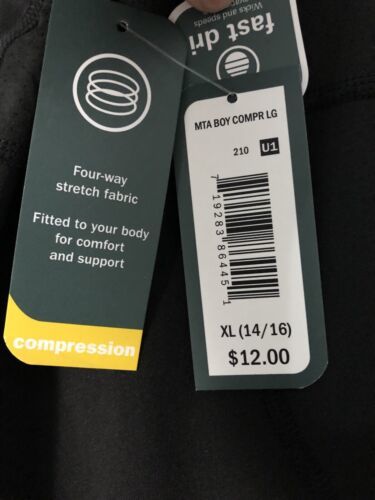 fast dri
Wicks and speeds
Four-way
stretch fabric
Fitted to your body
for comfort
and support
compression
MTA BOY COMPR LG
210 U1
7 19283 86445 1
XL (14/16)
$12.00